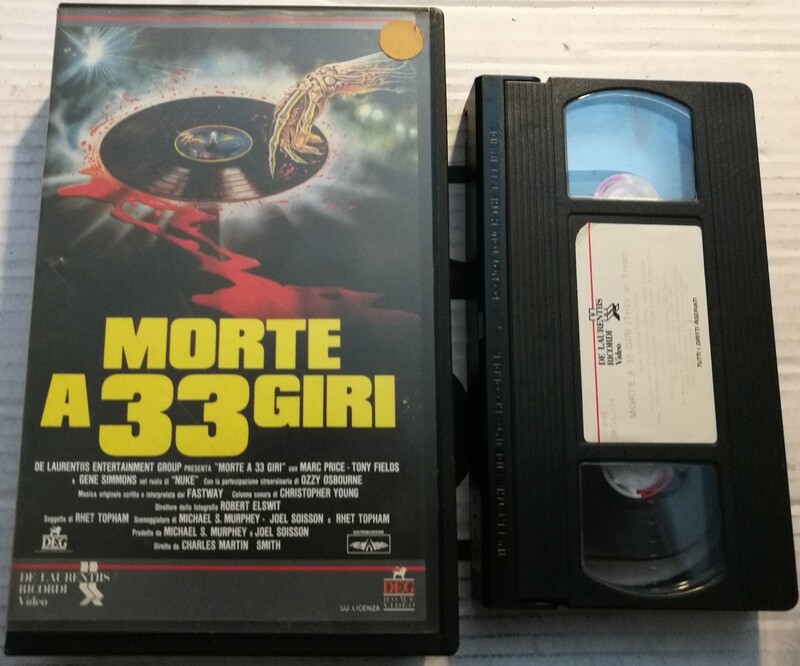 MORTE
A 33 GIRI
DE LAURENTIIS ENTERTAINMENT GROUP PRESENTA "MORTE A 33 GIRI" con MARC PRICE - TONY FIELDS
e GENE SIMMONS nel ruolo di "NUKE" Con la partecipazione straordinaria di OZZY OSBOURNE
Musica originale scritta e interpretata dai FASTWAY Colonna sonora di CHRISTOPHER YOUNG
Direttore della fotografia ROBERT ELSWIT
Soggetto di RHET TOPHAM Sceneggiatura di MICHAEL S. MURPHEY - JOEL SOISSON e RHET TOPHAM
Prodotto da MICHAEL S. MURPHEY e JOEL SOISSON
Diretto da CHARLES MARTIN SMITH
DEG
DISTRIBUZIONE
DE LAURENTIIS
RICORDI
Video
SU LICENZA
DEG
HOME
VIDEO
DE LAURENTIIS
RICORDI
Video
MORTE A 33 GIRI
TUTTI I DIRITTI RISERVATI